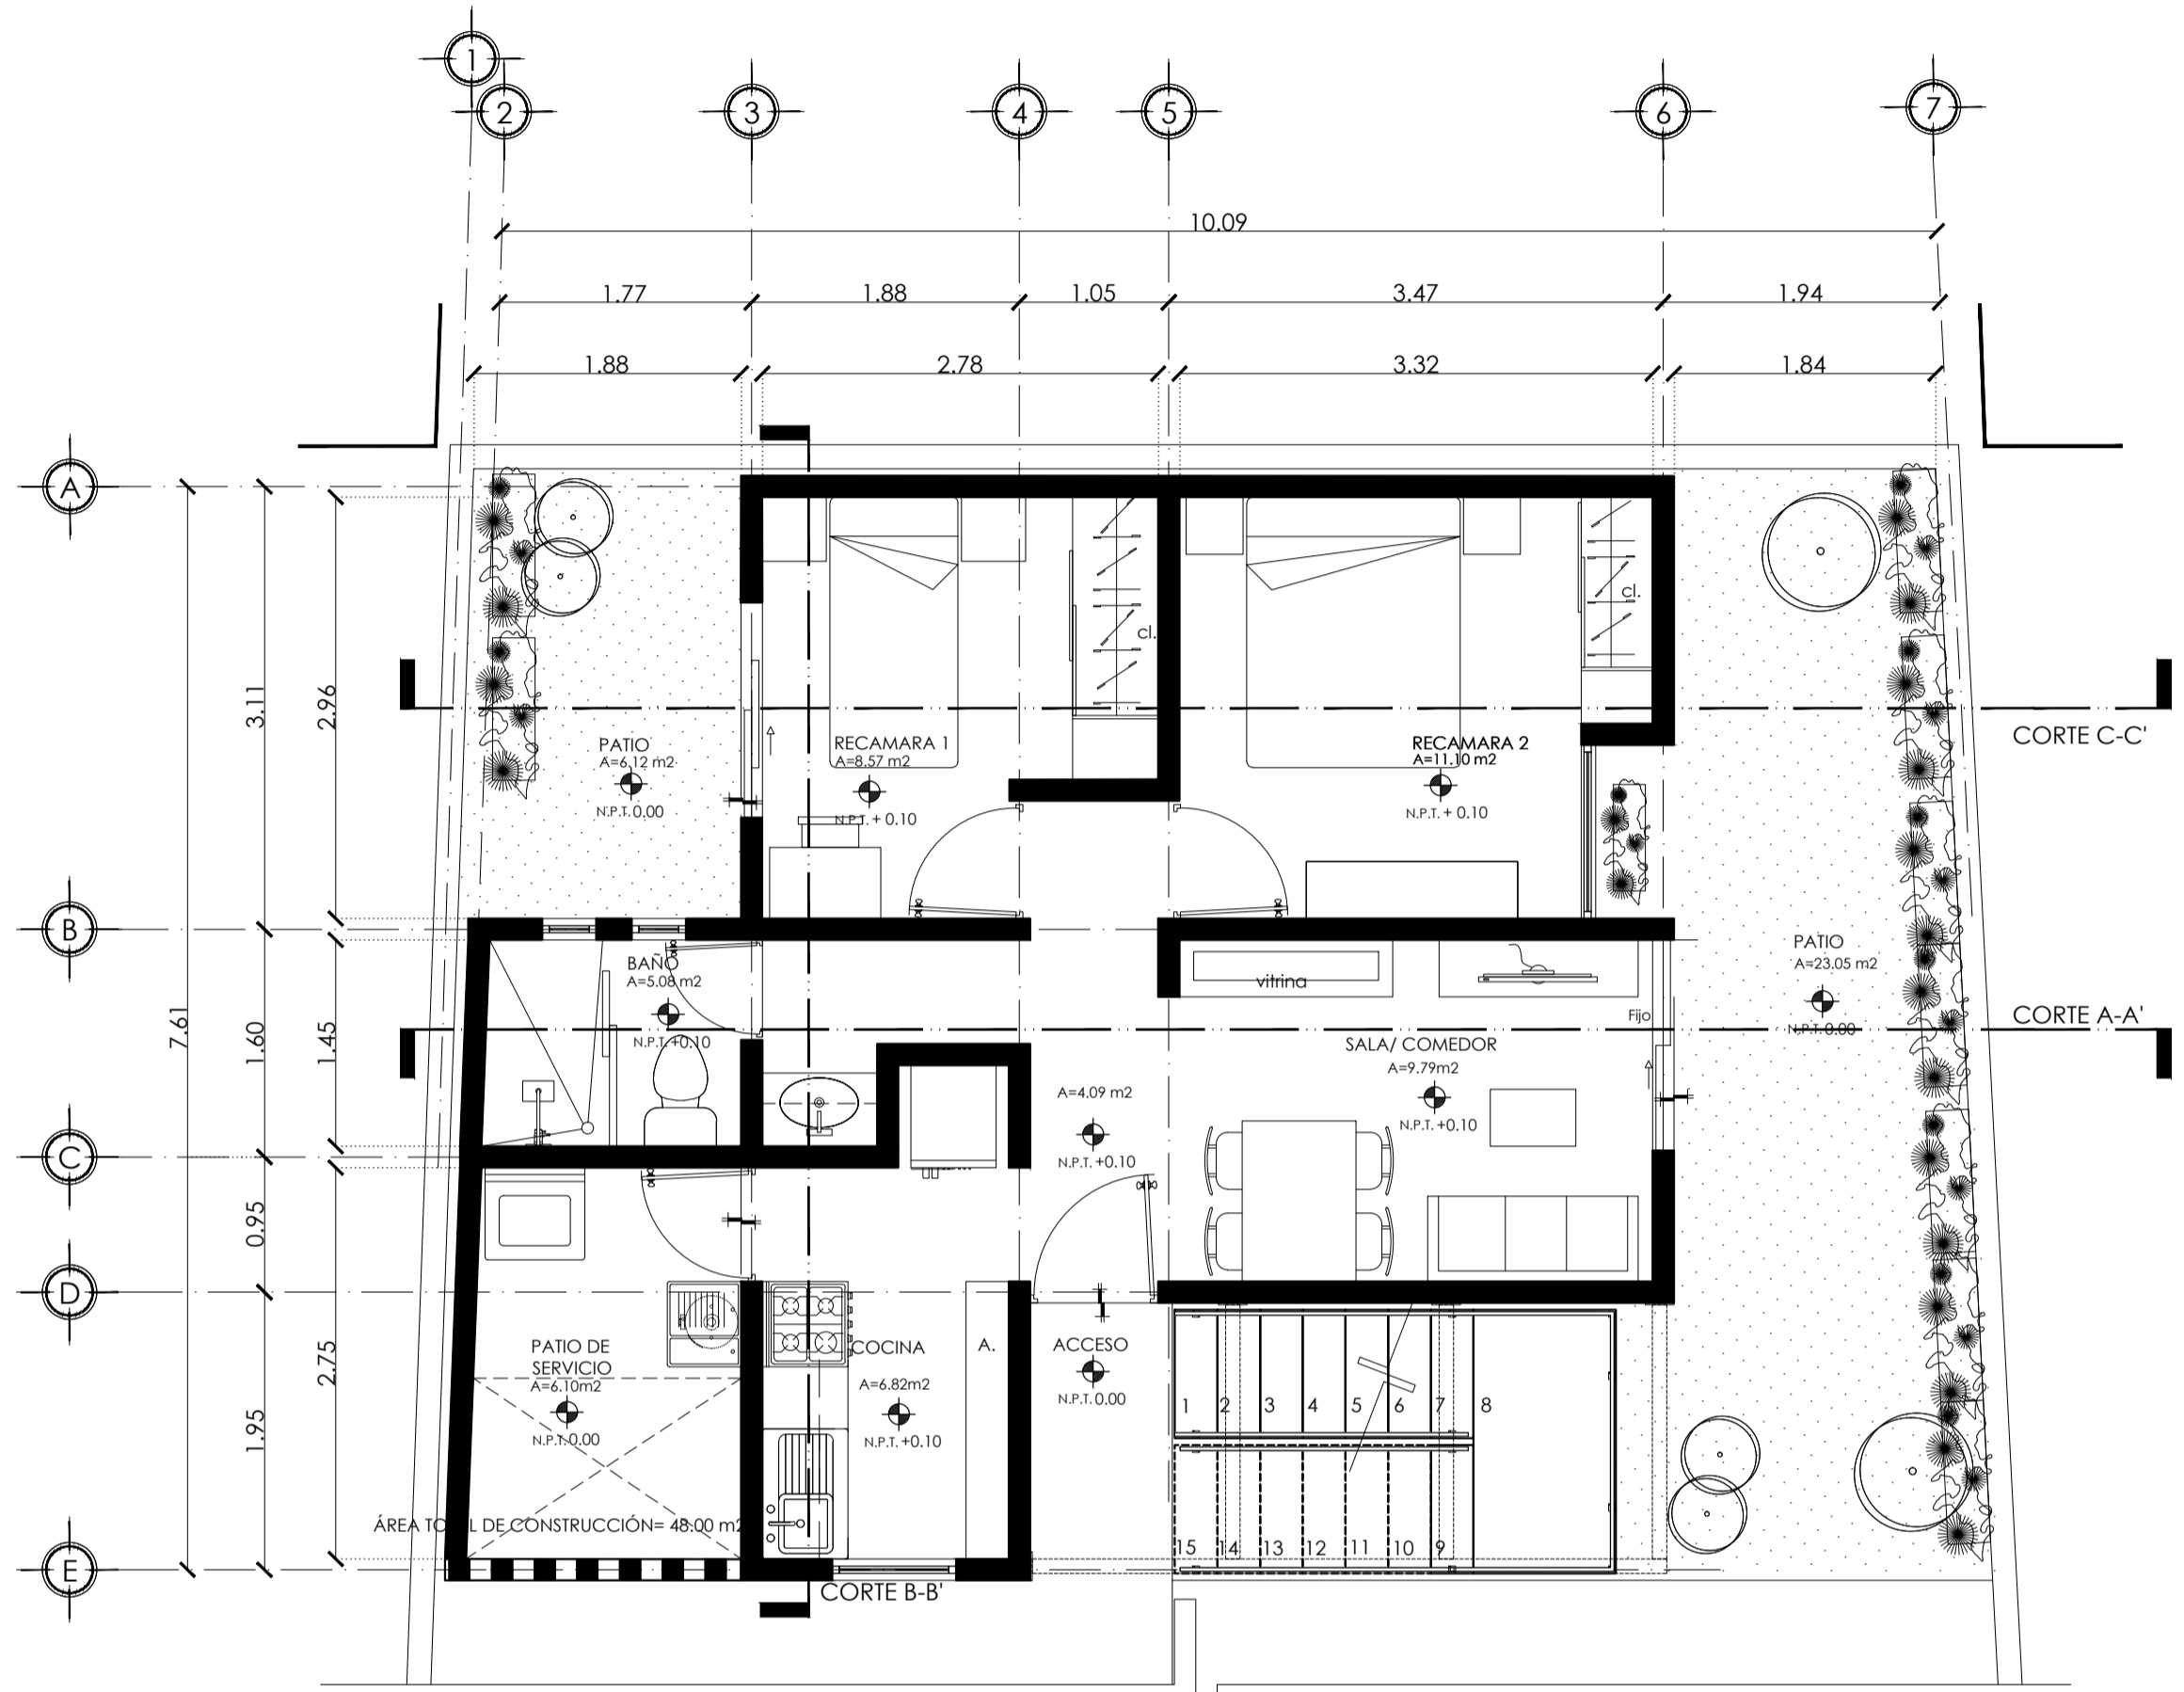 1
2
3
4
5
6
7
10.09
1.77
1.88
1.05
3.47
1.94
1.88
2.78
3.32
1.84
A
B
C
D
E
7.61
3.11
1.60
0.95
1.95
2.96
1.45
2.75
PATIO
A=6.12 m2
N.P.T. 0.00
RECAMARA 1
A=8.57 m2
N.P.T. + 0.10
cl.
RECAMARA 2
A=11.10 m2
N.P.T. + 0.10
cl.
CORTE C-C'
BAÑO
A=5.08 m2
N.P.T. +0.10
vitrina
Fijo
SALA/ COMEDOR
A=9.79m2
N.P.T. +0.10
A=4.09 m2
N.P.T. +0.10
PATIO
A=23.05 m2
N.P.T. 0.00
CORTE A-A'
PATIO DE
SERVICIO
A=6.10m2
N.P.T. 0.00
COCINA
A=6.82m2
N.P.T. +0.10
A.
ACCESO
N.P.T. 0.00
1 2 3 4 5 6 7 8
15 14 13 12 11 10 9
ÁREA TOTAL DE CONSTRUCCIÓN= 48.00 m2
CORTE B-B'